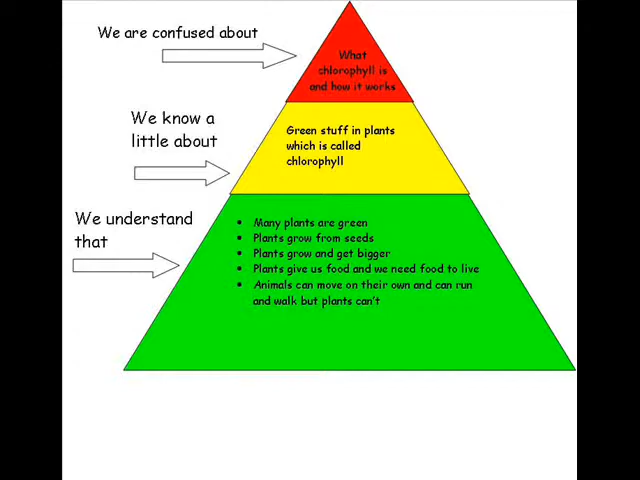 We are confused about
What
chlorophyll is
and how it works
We know a
little about
Green stuff in plants
which is called
chlorophyll
We understand
that
• Many plants are green
• Plants grow from seeds
• Plants grow and get bigger
• Plants give us food and we need food to live
• Animals can move on their own and can run
and walk but plants can't